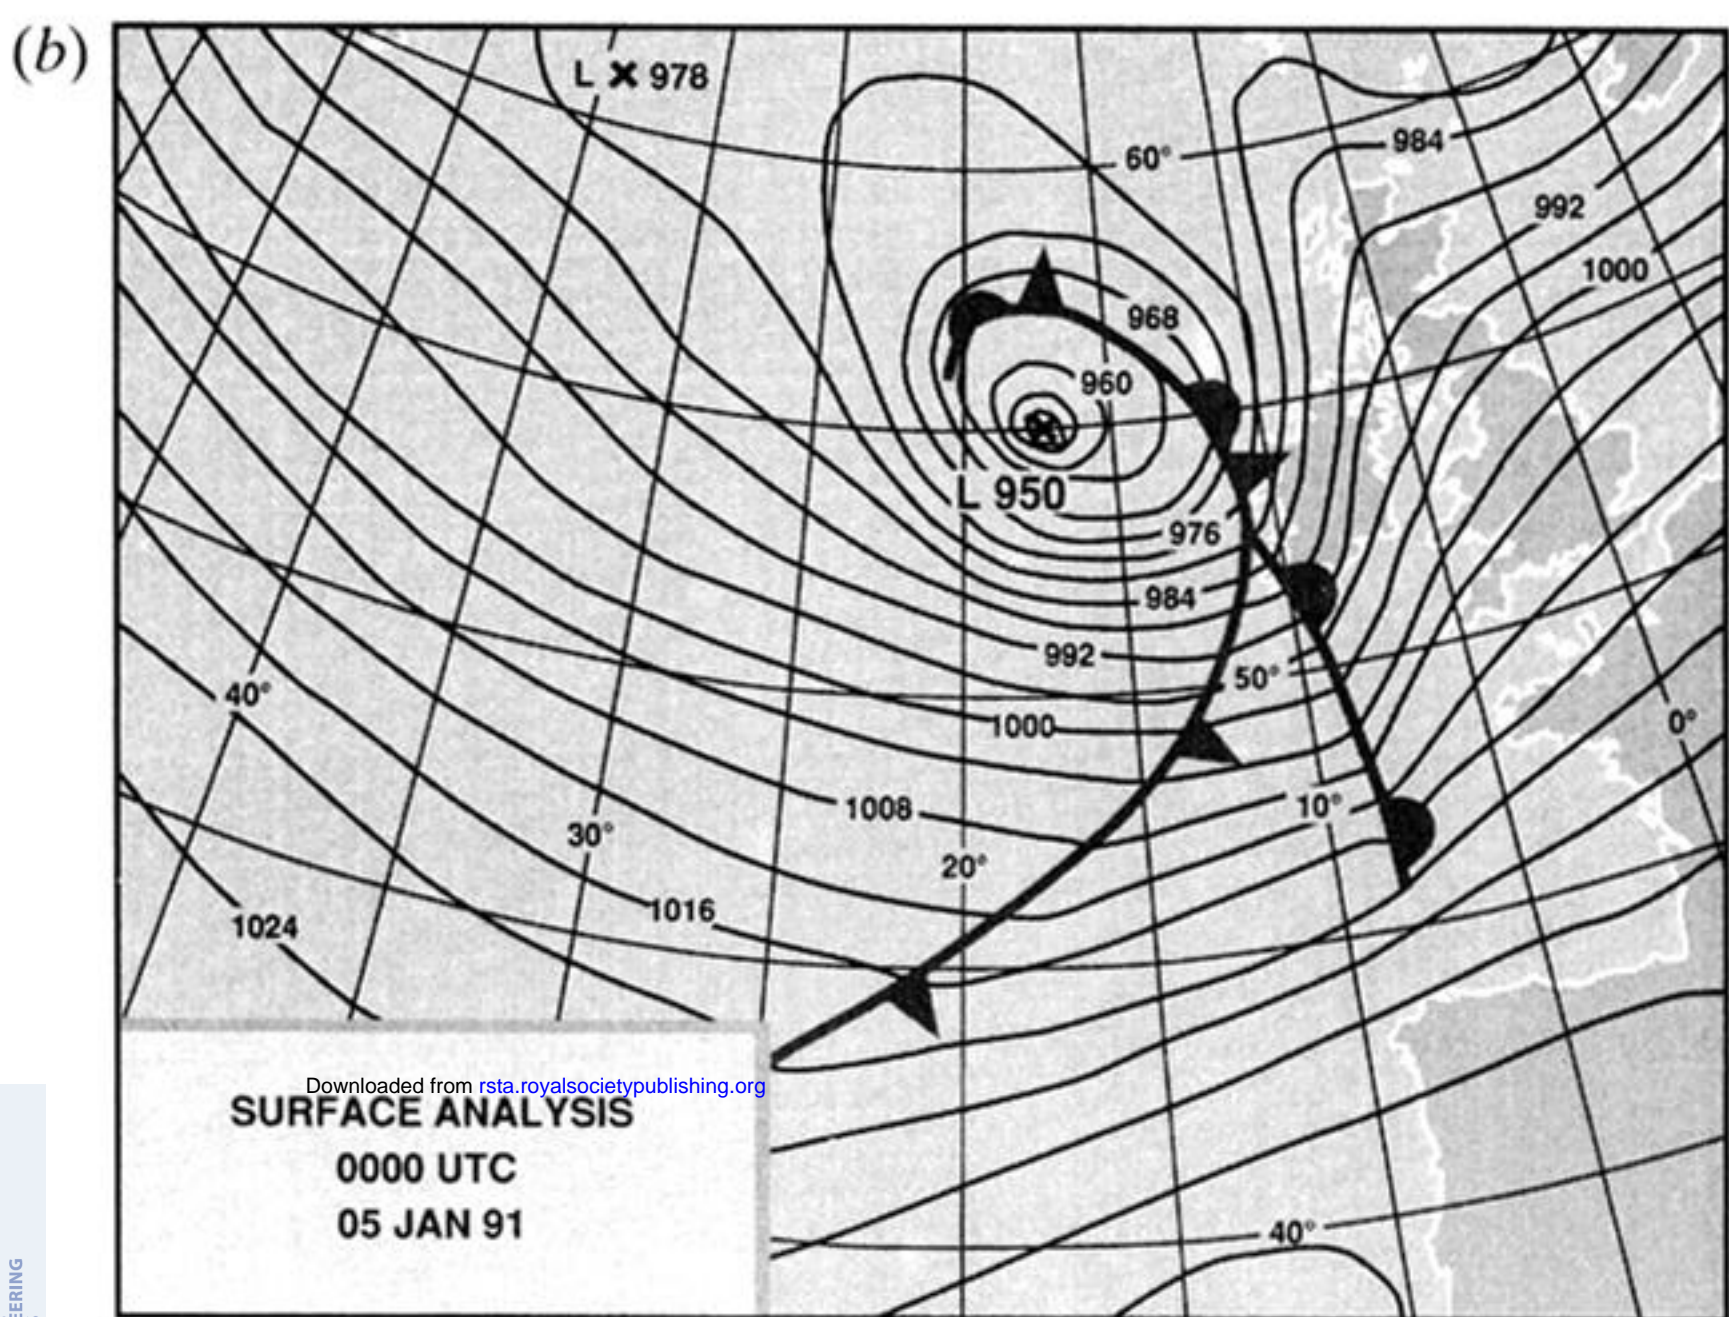 (b)
L × 978
60°
984
992
1000
968
960
L 950
976
984
992
50°
40°
1000
0°
1008
10°
30°
20°
1016
1024
Downloaded from rsta.royalsocietypublishing.org
SURFACE ANALYSIS
0000 UTC
05 JAN 91
40°